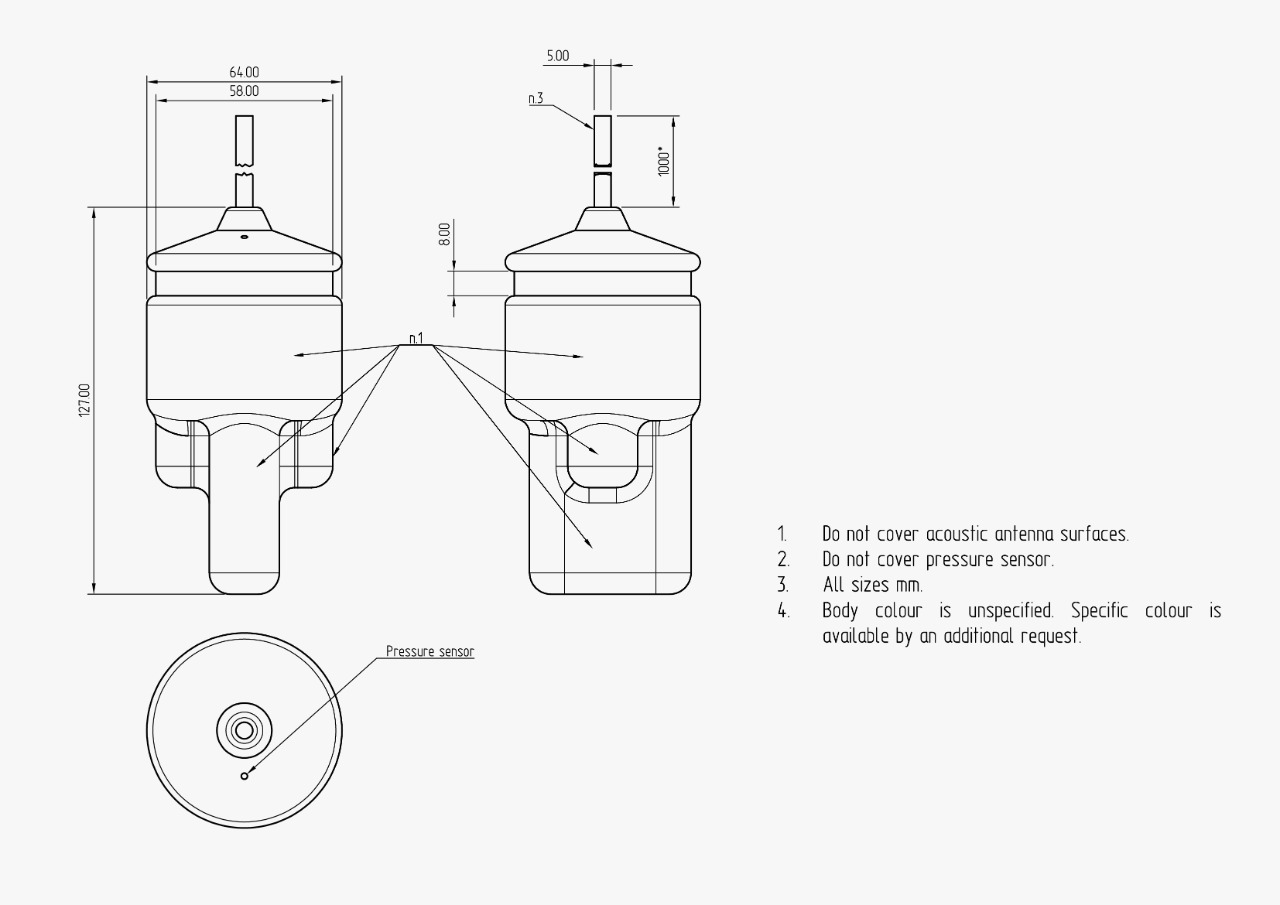 64.00
58.00
5.00
n.3
1000*
8.00
n.1
127.00
1. Do not cover acoustic antenna surfaces.
2. Do not cover pressure sensor.
3. All sizes mm.
4. Body colour is unspecified. Specific colour is
available by an additional request.
Pressure sensor